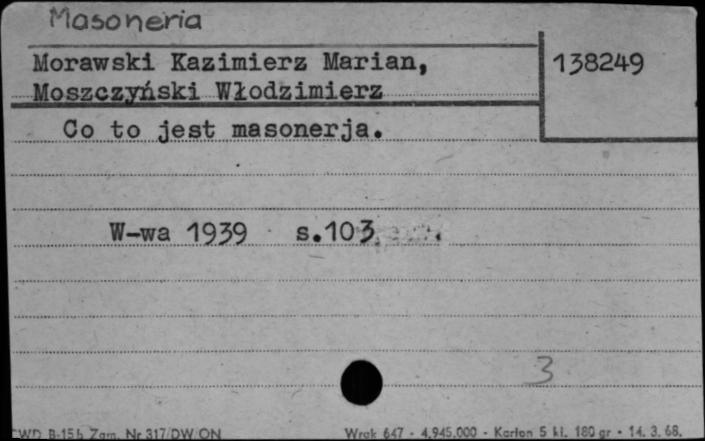 Masoneria
Morawski Kazimierz Marian,
138249
Moszczyński Włodzimierz
Co to jest masonerja.
W-wa 1939 s.103
3
CWD B-15b Zam. Nr 317/DW/ON
Wrak 647 - 4.945.000 - Karton 5 kl. 180 gr - 14. 3. 68.